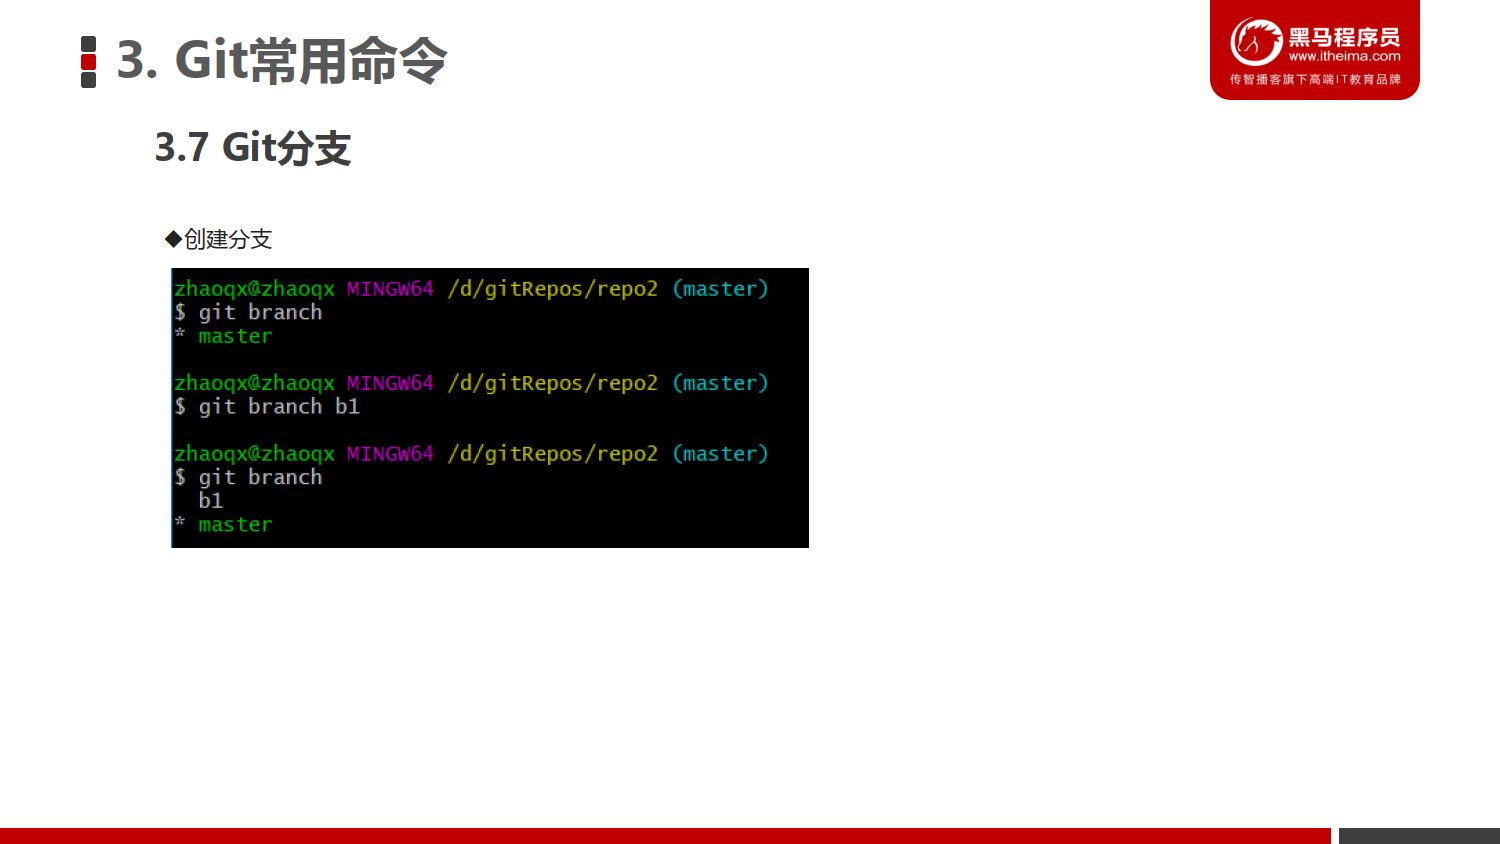 3. Git常用命令
黑马程序员
www.itheima.com
传智播客旗下高端IT教育品牌
3.7 Git分支
◆创建分支
zhaoqx@zhaoqx MINGW64 /d/gitRepos/repo2 (master)
$ git branch
* master
zhaoqx@zhaoqx MINGW64 /d/gitRepos/repo2 (master)
$ git branch b1
zhaoqx@zhaoqx MINGW64 /d/gitRepos/repo2 (master)
$ git branch
b1
* master